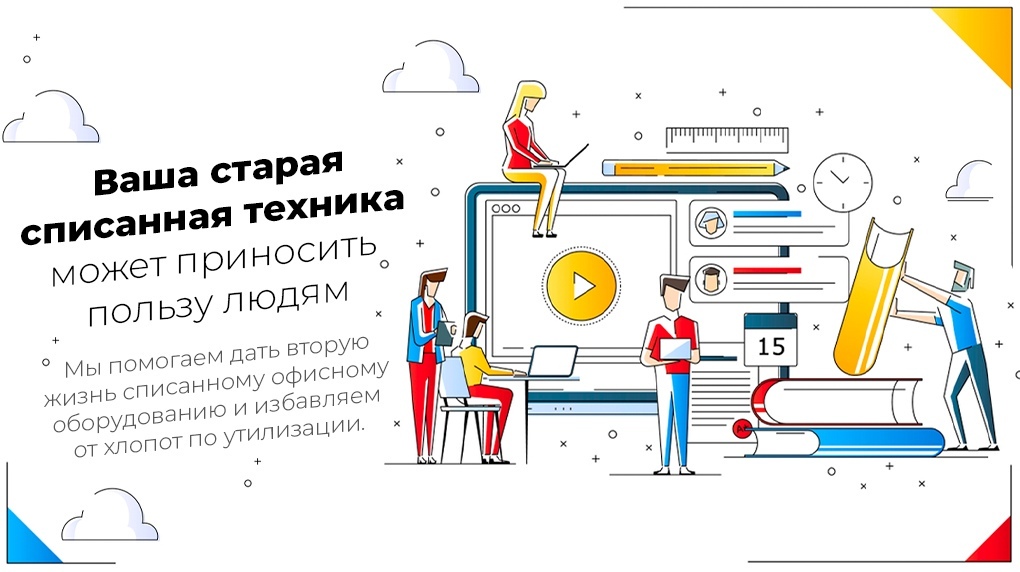 Ваша старая
списанная техника
может приносить
пользу людям
Мы помогаем дать вторую
жизнь списанному офисному
оборудованию и избавляем
от хлопот по утилизации.
15
A+